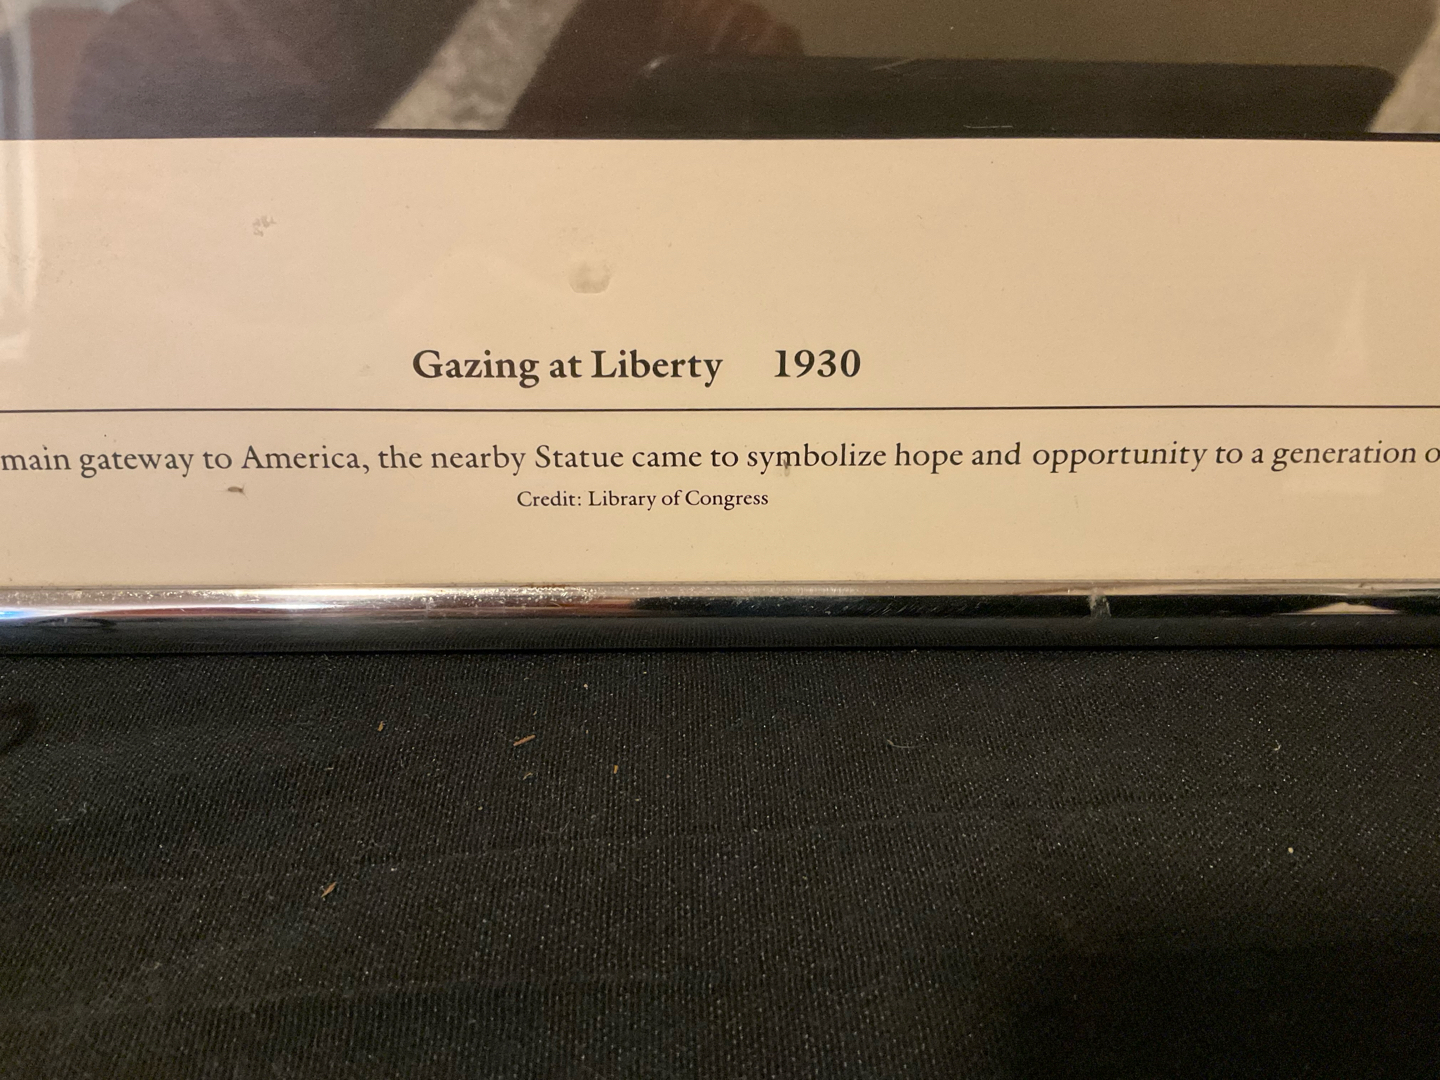 Gazing at Liberty 1930
main gateway to America, the nearby Statue came to symbolize hope and opportunity to a generation
Credit: Library of Congress